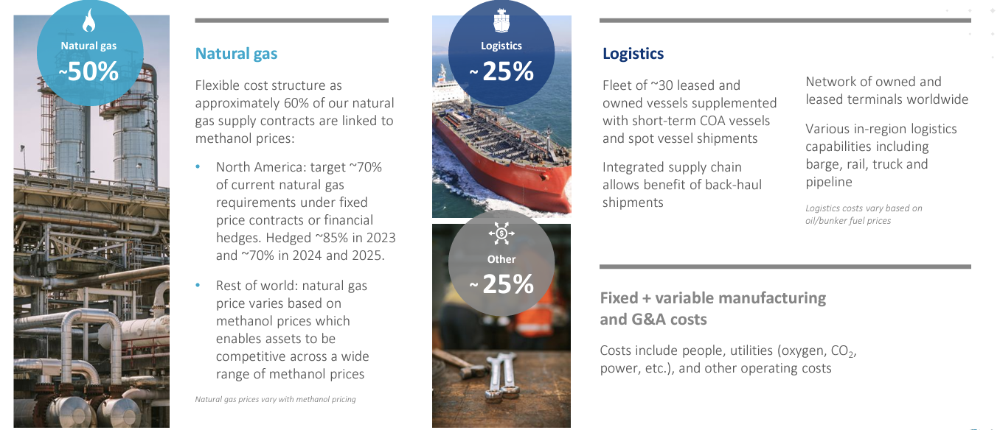 Natural gas
~50%
Natural gas
Flexible cost structure as
approximately 60% of our natural
gas supply contracts are linked to
methanol prices:
• North America: target ~70%
of current natural gas
requirements under fixed
price contracts or financial
hedges. Hedged ~85% in 2023
and ~70% in 2024 and 2025.
• Rest of world: natural gas
price varies based on
methanol prices which
enables assets to be
competitive across a wide
range of methanol prices
Natural gas prices vary with methanol pricing
Logistics
~ 25%
Logistics
Fleet of ~30 leased and
owned vessels supplemented
with short-term COA vessels
and spot vessel shipments
Integrated supply chain
allows benefit of back-haul
shipments
Network of owned and
leased terminals worldwide
Various in-region logistics
capabilities including
barge, rail, truck and
pipeline
Logistics costs vary based on
oil/bunker fuel prices
$
Other
~ 25%
Fixed + variable manufacturing
and G&A costs
Costs include people, utilities (oxygen, CO₂,
power, etc.), and other operating costs